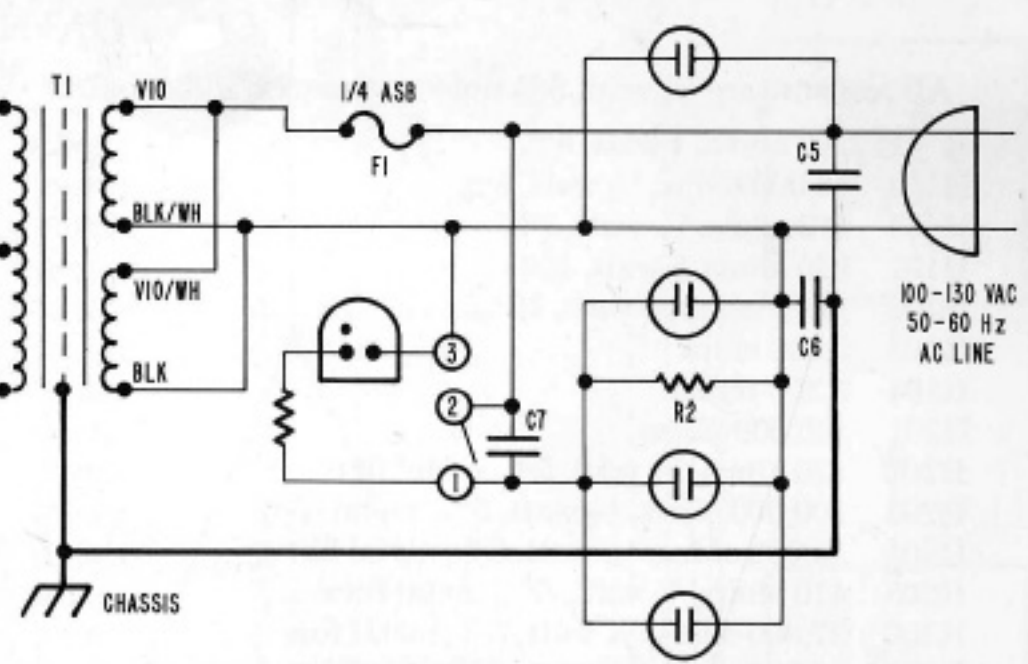 T1
VIO
BLK/WH
VIO/WH
BLK
1/4 ASB
F1
C5
100-130 VAC
50-60 Hz
AC LINE
C6
R2
3
2
1
C7
CHASSIS